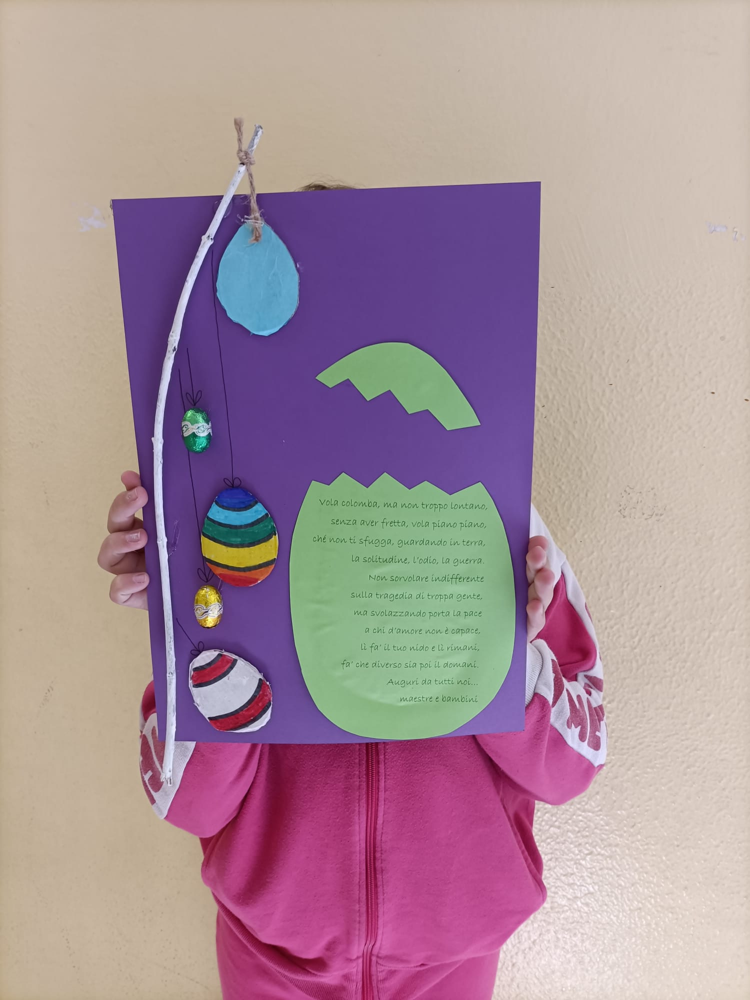 Vola colomba, ma non troppo lontano,
senza aver fretta, vola piano piano,
ché non ti sfugga, guardando in terra,
la solitudine, l'odio, la guerra.
Non sorvolare indifferente
sulla tragedia di troppa gente,
ma svolazzando porta la pace
a chi d'amore non è capace,
lì fa' il tuo nido e lì rimani,
fa' che diverso sia poi il domani.
Auguri da tutti noi...
maestre e bambini